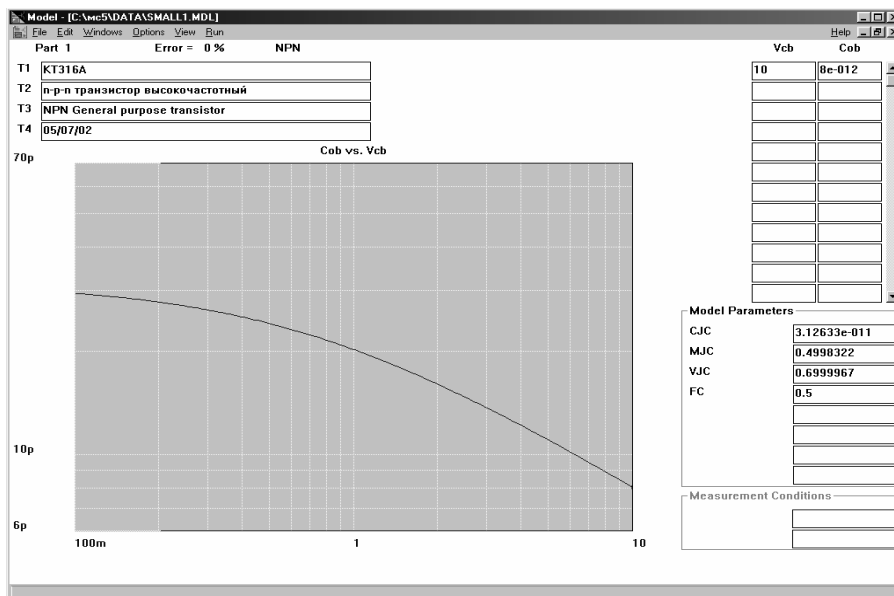 Model - [C:\мс5\DATA\SMALL1.MDL]
File Edit Windows Options View Run Help
Part 1 Error = 0 % NPN Vcb Cob
T1 КТ316А 10 8e-012
T2 n-p-n транзистор высокочастотный
T3 NPN General purpose transistor
T4 05/07/02
Cob vs. Vcb
70p
Model Parameters
CJC 3.12633e-011
MJC 0.4998322
VJC 0.6999967
FC 0.5
10p
Measurement Conditions
6p
100m 1 10